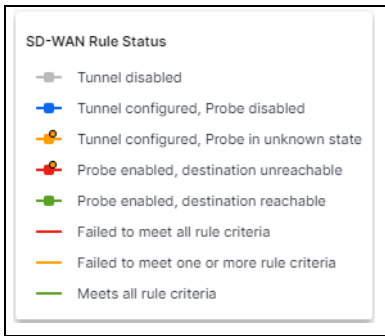 SD-WAN Rule Status
Tunnel disabled
Tunnel configured, Probe disabled
Tunnel configured, Probe in unknown state
Probe enabled, destination unreachable
Probe enabled, destination reachable
Failed to meet all rule criteria
Failed to meet one or more rule criteria
Meets all rule criteria